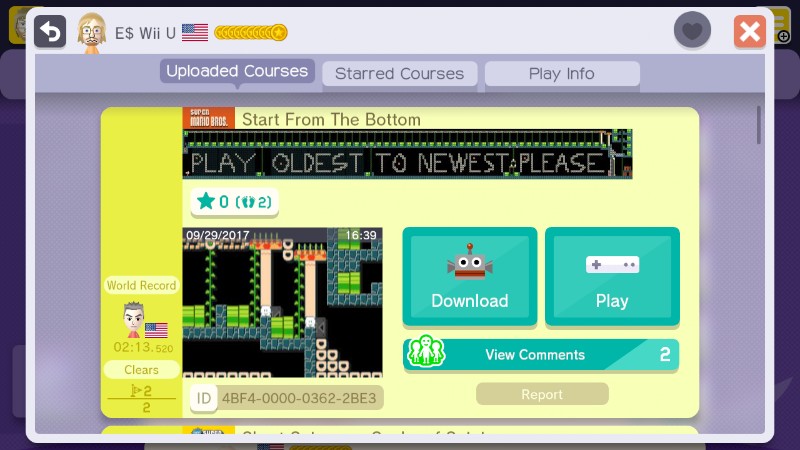 E$ Wii U
Uploaded Courses
Starred Courses
Play Info
SUPER
MARIO BROS.
Start From The Bottom
PLAY OLDEST TO NEWEST PLEASE
0 (2)
09/29/2017
16:39
World Record
02:13.520
Clears
2
2
Download
Play
View Comments
2
ID
4BF4-0000-0362-2BE3
Report